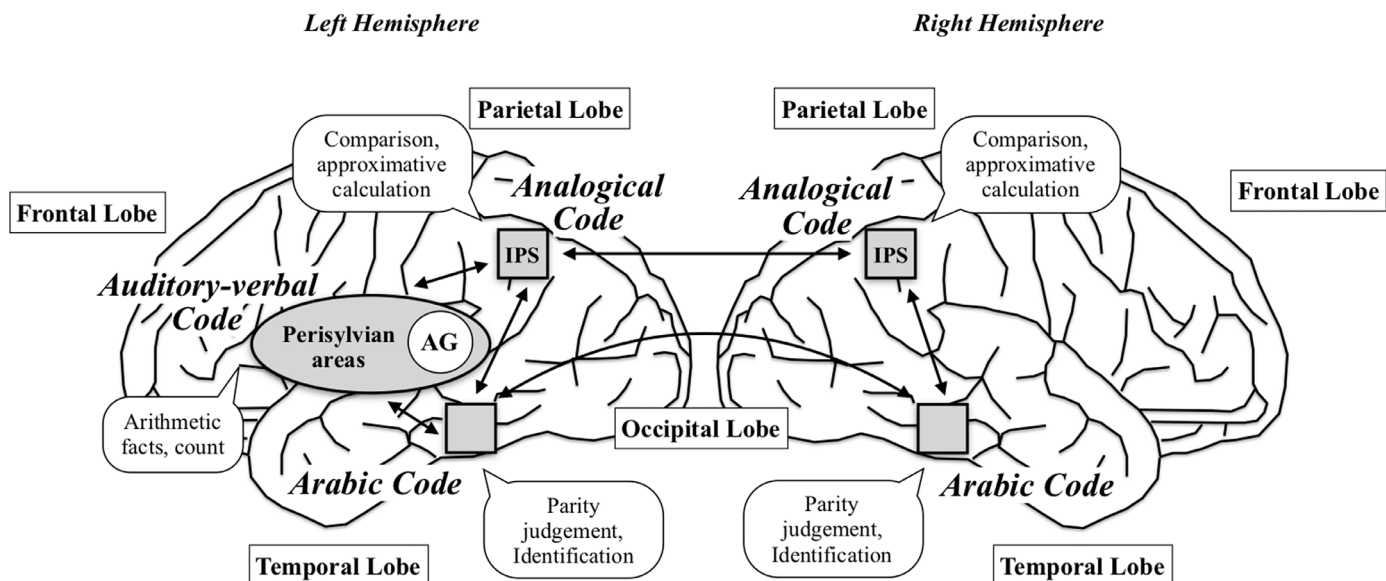 Left Hemisphere
Right Hemisphere
Parietal Lobe
Parietal Lobe
Comparison,
approximative
calculation
Comparison,
approximative
calculation
Analogical
Code
Analogical
Code
Frontal Lobe
Frontal Lobe
IPS
IPS
Auditory-verbal
Code
Perisylvian
areas
AG
Arithmetic
facts, count
Occipital Lobe
Arabic Code
Arabic Code
Parity
judgement,
Identification
Parity
judgement,
Identification
Temporal Lobe
Temporal Lobe